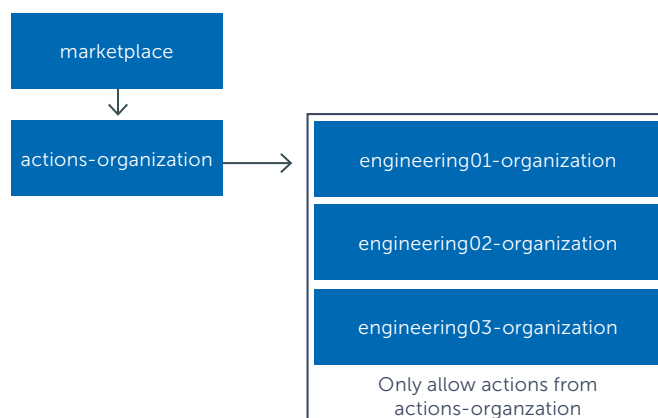 marketplace
actions-organization
engineering01-organization
engineering02-organization
engineering03-organization
Only allow actions from
actions-organzation